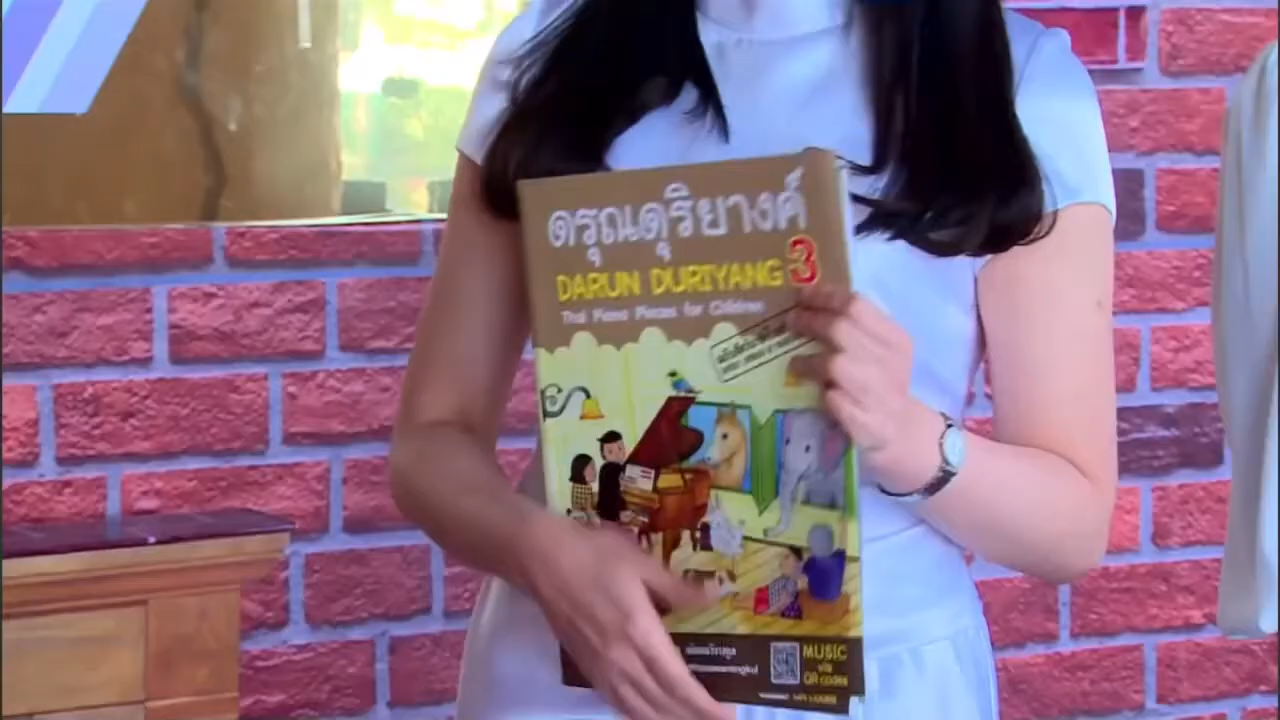 ดรุณดุริยางค์
DARUN DURIYANG 3
Thai Piano Pieces for Children
MUSIC
via
QR codes